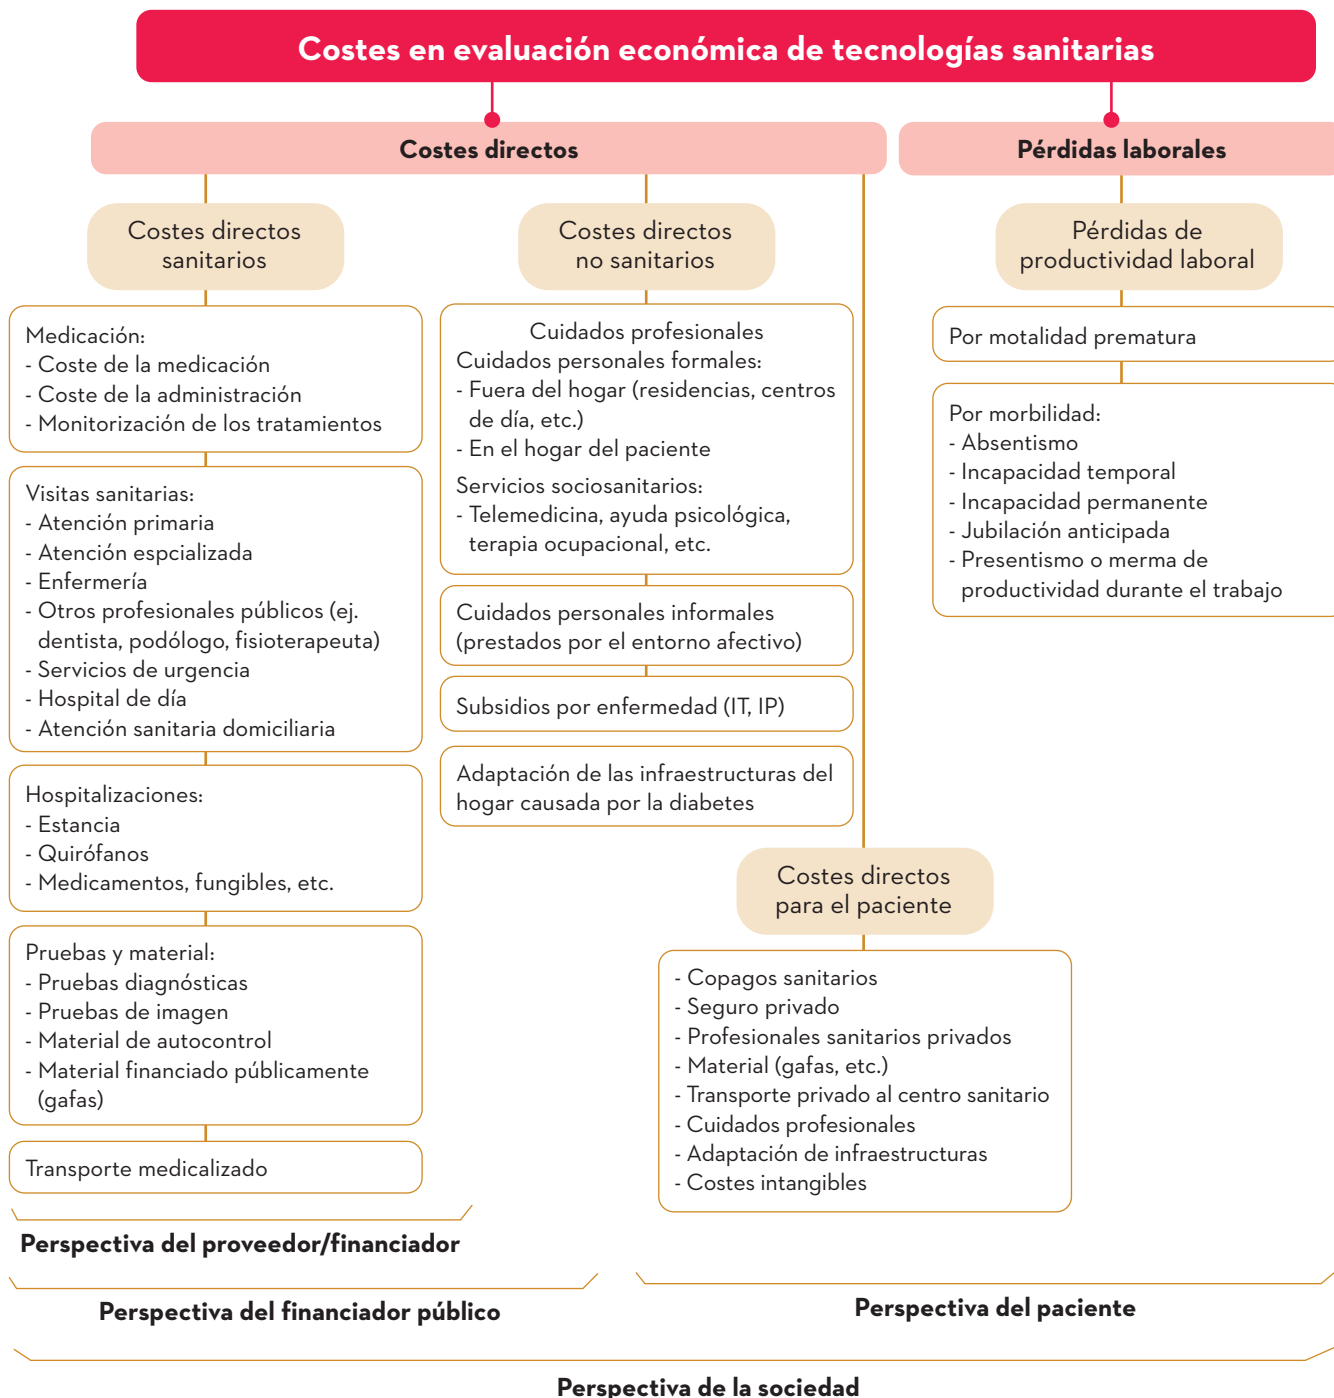 Costes en evaluación económica de tecnologías sanitarias
Costes directos
Pérdidas laborales
Costes directos
sanitarios
Medicación:
- Coste de la medicación
- Coste de la administración
- Monitorización de los tratamientos
Visitas sanitarias:
- Atención primaria
- Atención espcializada
- Enfermería
- Otros profesionales públicos (ej.
dentista, podólogo, fisioterapeuta)
- Servicios de urgencia
- Hospital de día
- Atención sanitaria domiciliaria
Hospitalizaciones:
- Estancia
- Quirófanos
- Medicamentos, fungibles, etc.
Pruebas y material:
- Pruebas diagnósticas
- Pruebas de imagen
- Material de autocontrol
- Material financiado públicamente
(gafas)
Transporte medicalizado
Costes directos
no sanitarios
Cuidados profesionales
Cuidados personales formales:
- Fuera del hogar (residencias, centros
de día, etc.)
- En el hogar del paciente
Servicios sociosanitarios:
- Telemedicina, ayuda psicológica,
terapia ocupacional, etc.
Cuidados personales informales
(prestados por el entorno afectivo)
Subsidios por enfermedad (IT, IP)
Adaptación de las infraestructuras del
hogar causada por la diabetes
Costes directos
para el paciente
- Copagos sanitarios
- Seguro privado
- Profesionales sanitarios privados
- Material (gafas, etc.)
- Transporte privado al centro sanitario
- Cuidados profesionales
- Adaptación de infraestructuras
- Costes intangibles
Pérdidas de
productividad laboral
Por motalidad prematura
Por morbilidad:
- Absentismo
- Incapacidad temporal
- Incapacidad permanente
- Jubilación anticipada
- Presentismo o merma de
productividad durante el trabajo
Perspectiva del proveedor/financiador
Perspectiva del financiador público
Perspectiva del paciente
Perspectiva de la sociedad